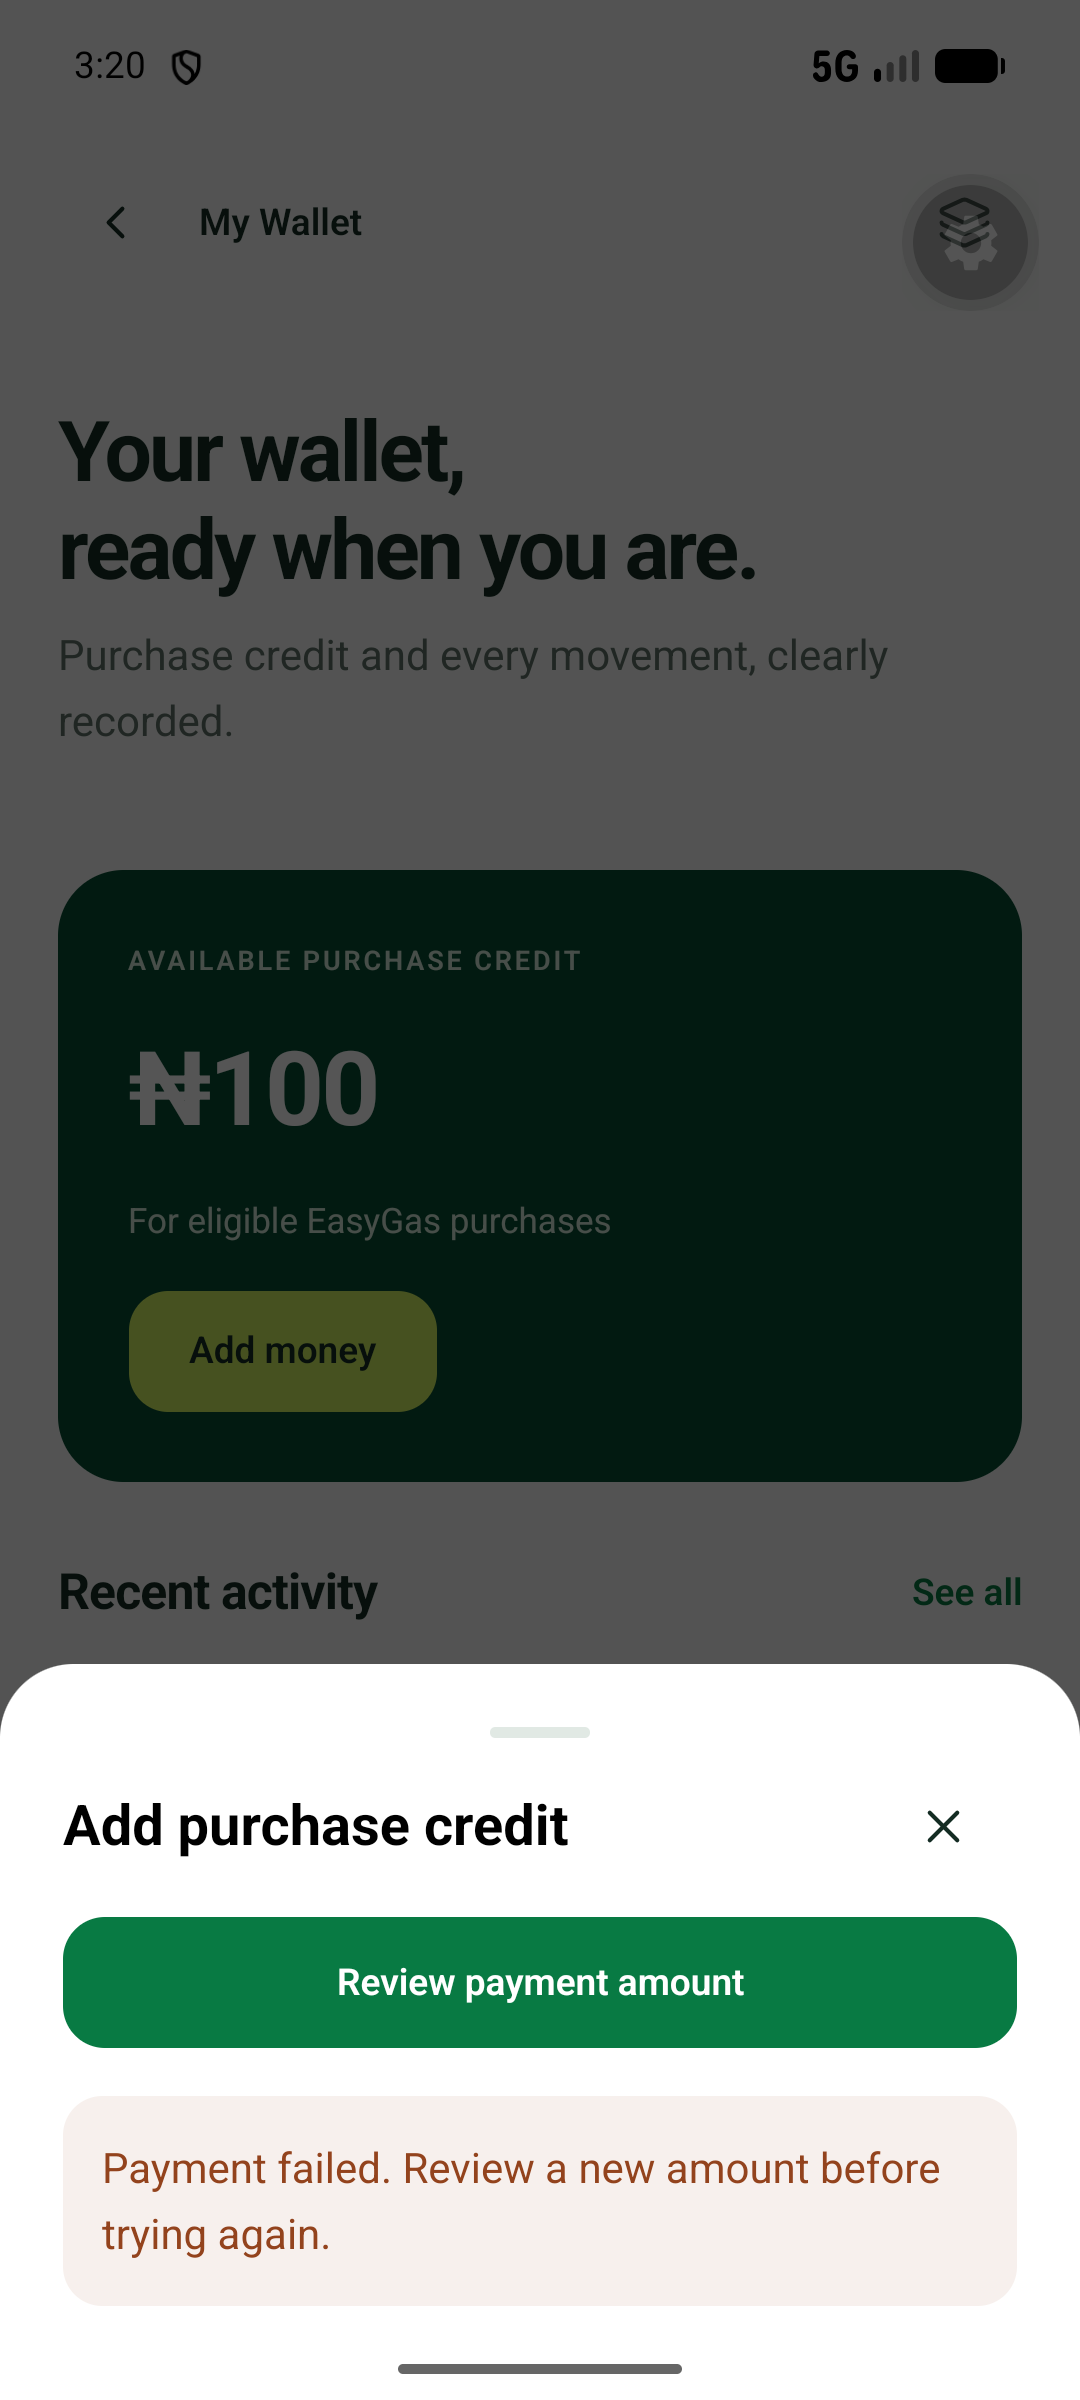 3:20
5G
My Wallet
Your wallet,
ready when you are.
Purchase credit and every movement, clearly
recorded.
AVAILABLE PURCHASE CREDIT
₦100
For eligible EasyGas purchases
Add money
Recent activity
See all
Add purchase credit
Review payment amount
Payment failed. Review a new amount before
trying again.